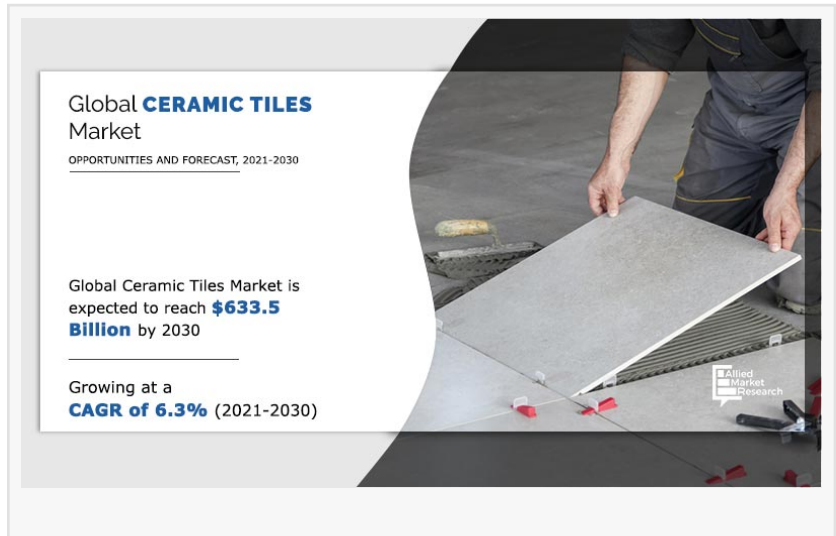 Global CERAMIC TILES
Market
OPPORTUNITIES AND FORECAST, 2021-2030
Global Ceramic Tiles Market is
expected to reach $633.5
Billion by 2030
Growing at a
CAGR of 6.3% (2021-2030)
Allied
Market
Research